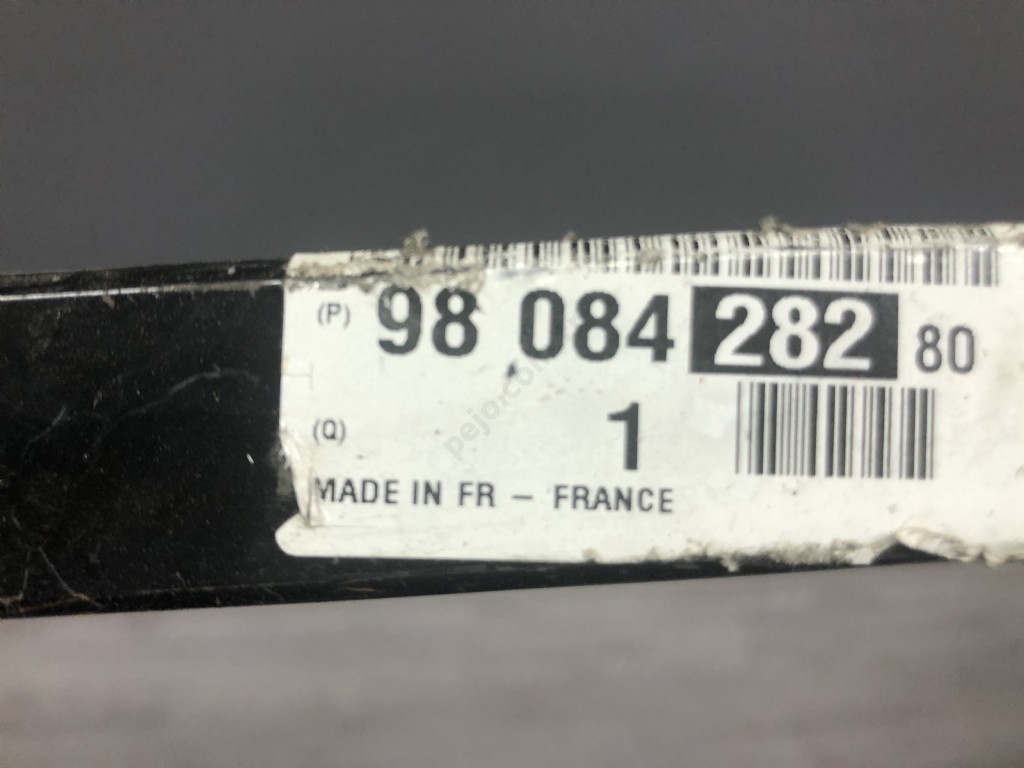 (P) 98 084 282 80
(Q) 1
MADE IN FR – FRANCE